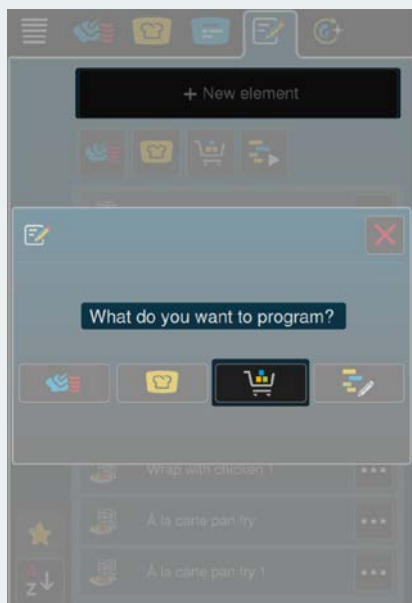 + New element
What do you want to program?
Wrap with chicken 1
À la carte pan fry
À la carte pan fry 1
A
Z